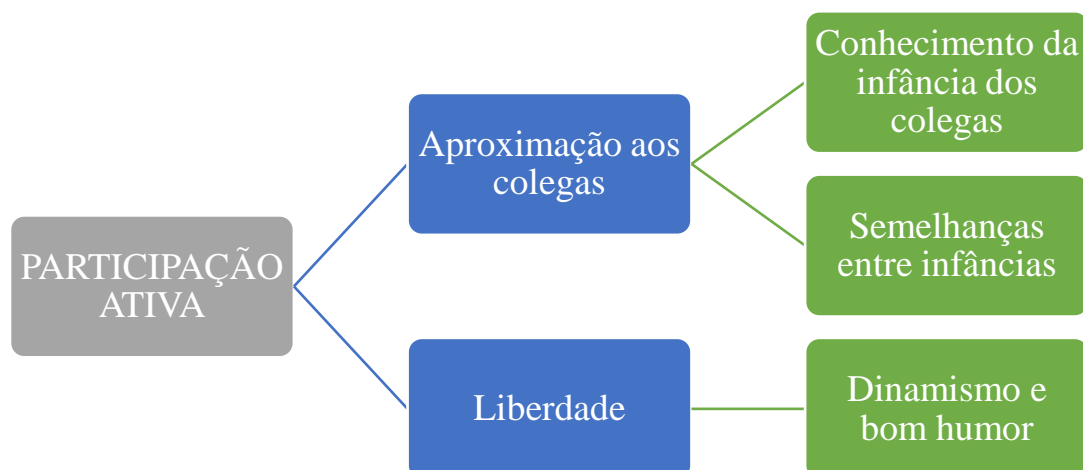 PARTICIPAÇÃO
ATIVA
Aproximação aos
colegas
Conhecimento da
infância dos
colegas
Semelhanças
entre infâncias
Liberdade
Dinamismo e
bom humor